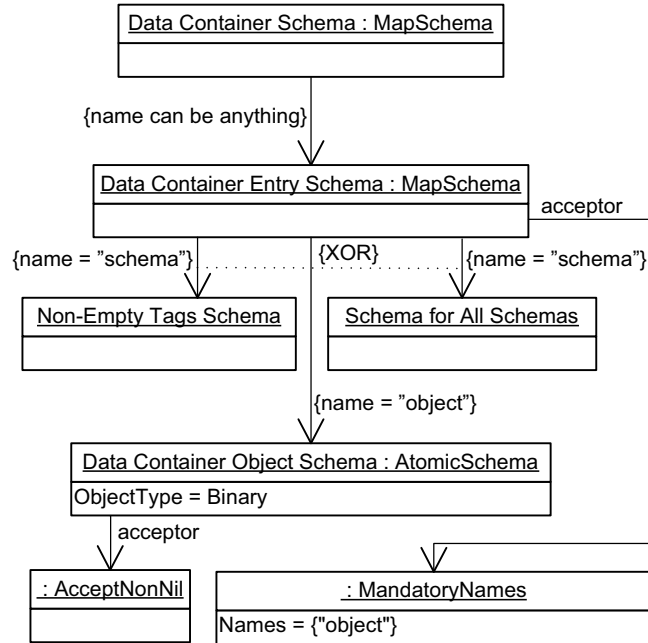 Data Container Schema : MapSchema
{name can be anything}
Data Container Entry Schema : MapSchema
acceptor
{name = ”schema”}
{XOR}
{name = ”schema”}
Non-Empty Tags Schema
Schema for All Schemas
{name = ”object”}
Data Container Object Schema : AtomicSchema
ObjectType = Binary
acceptor
: AcceptNonNil
: MandatoryNames
Names = {"object"}